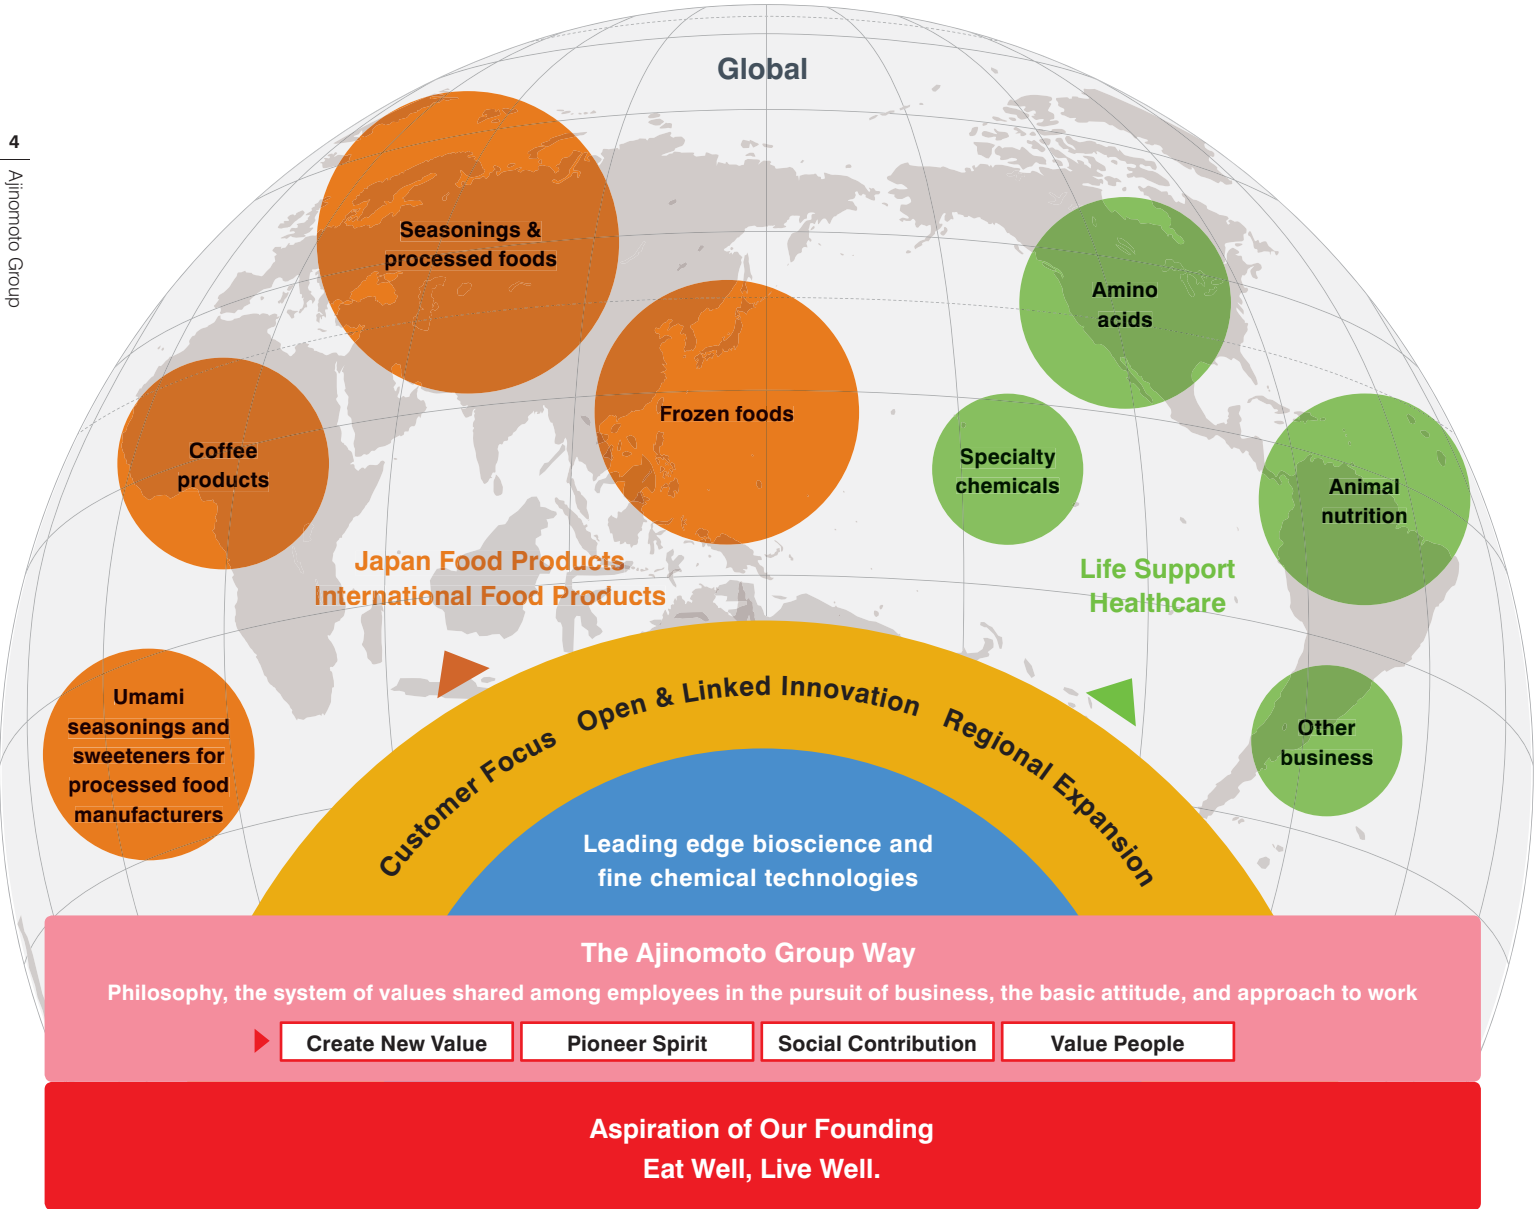 4
Ajinomoto Group
Global
Seasonings &
processed foods
Frozen foods
Coffee
products
Umami
seasonings and
sweeteners for
processed food
manufacturers
Japan Food Products
International Food Products
Amino
acids
Specialty
chemicals
Animal
nutrition
Other
business
Life Support
Healthcare
Customer Focus Open & Linked Innovation Regional Expansion
Leading edge bioscience and
fine chemical technologies
The Ajinomoto Group Way
Philosophy, the system of values shared among employees in the pursuit of business, the basic attitude, and approach to work
Create New Value
Pioneer Spirit
Social Contribution
Value People
Aspiration of Our Founding
Eat Well, Live Well.